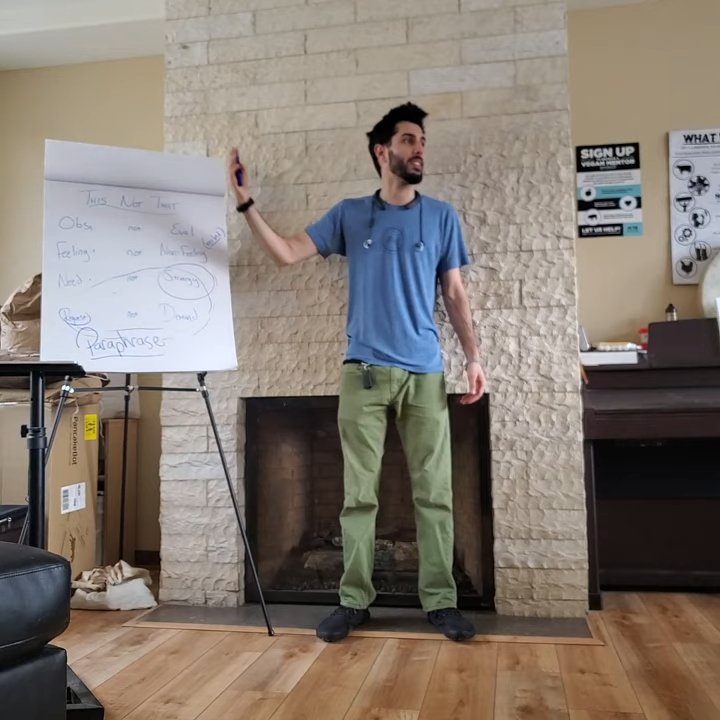 THIS NOT THAT
Obs. not Eval
Feeling. not Non-Feeling
Need. not Strategy
Request not Demand
Paraphrase
SIGN UP
VEGAN MENTOR
LET US HELP!
WHAT
Pancakellot